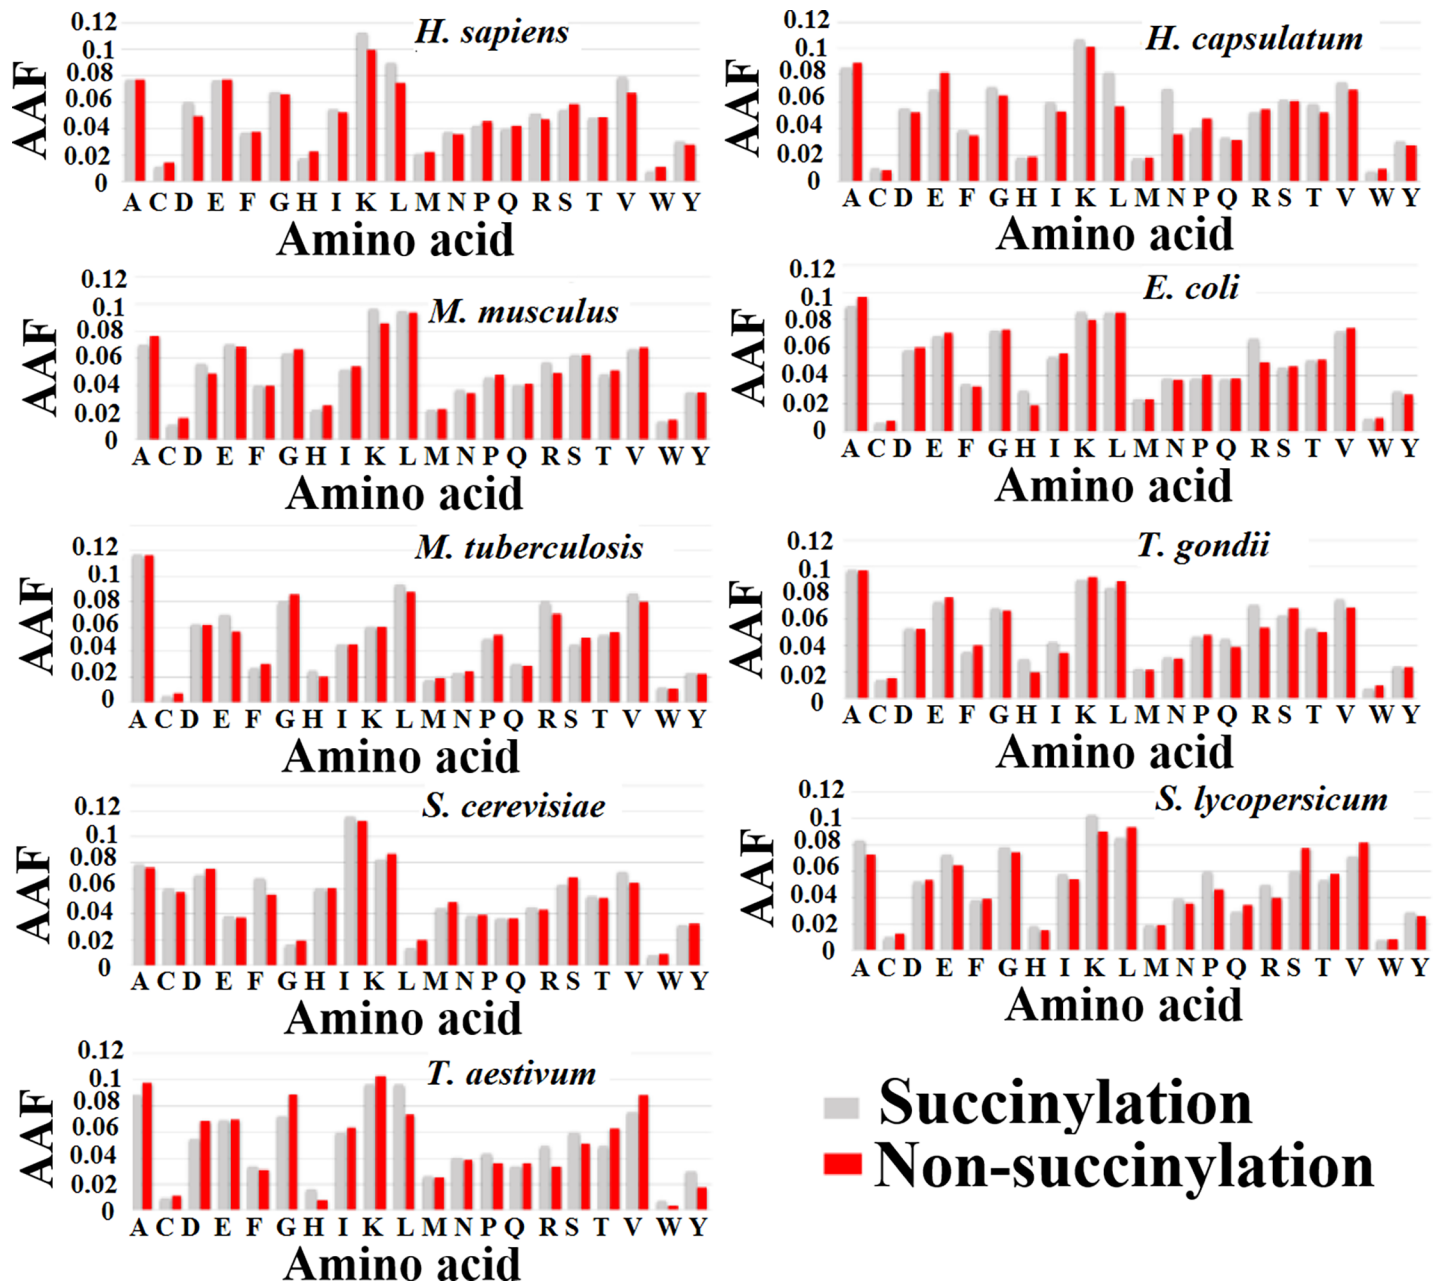 0.12
0.1
0.08
0.06
0.04
0.02
0
AAF
H. sapiens
A C D E F G H I K L M N P Q R S T V W Y
Amino acid
0.12
0.1
0.08
0.06
0.04
0.02
0
AAF
H. capsulatum
A C D E F G H I K L M N P Q R S T V W Y
Amino acid
0.12
0.1
0.08
0.06
0.04
0.02
0
AAF
M. musculus
A C D E F G H I K L M N P Q R S T V W Y
Amino acid
0.12
0.1
0.08
0.06
0.04
0.02
0
AAF
E. coli
A C D E F G H I K L M N P Q R S T V W Y
Amino acid
0.12
0.1
0.08
0.06
0.04
0.02
0
AAF
M. tuberculosis
A C D E F G H I K L M N P Q R S T V W Y
Amino acid
0.12
0.1
0.08
0.06
0.04
0.02
0
AAF
T. gondii
A C D E F G H I K L M N P Q R S T V W Y
Amino acid
0.12
0.1
0.08
0.06
0.04
0.02
0
AAF
S. cerevisiae
A C D E F G H I K L M N P Q R S T V W Y
Amino acid
0.12
0.1
0.08
0.06
0.04
0.02
0
AAF
S. lycopersicum
A C D E F G H I K L M N P Q R S T V W Y
Amino acid
0.12
0.1
0.08
0.06
0.04
0.02
0
AAF
T. aestivum
A C D E F G H I K L M N P Q R S T V W Y
Amino acid
Succinylation
Non-succinylation